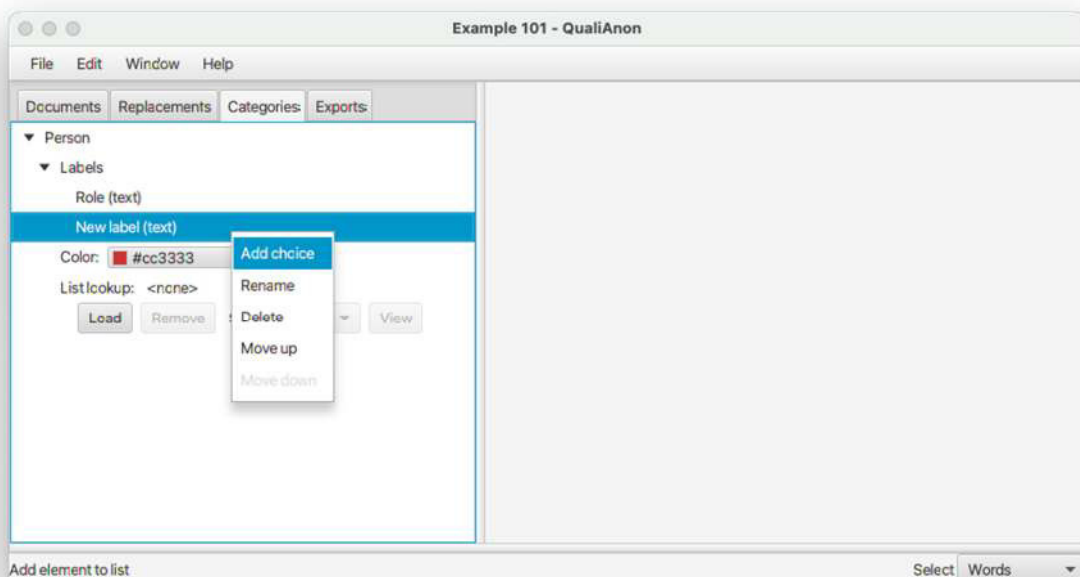 Example 101 - QualiAnon
File Edit Window Help
Documents Replacements Categories Exports
Person
Labels
Role (text)
New label (text)
Color: #cc3333
Add choice
List lookup: <none>
Rename
Load Remove
Delete
View
Move up
Move down
Add element to list
Select Words